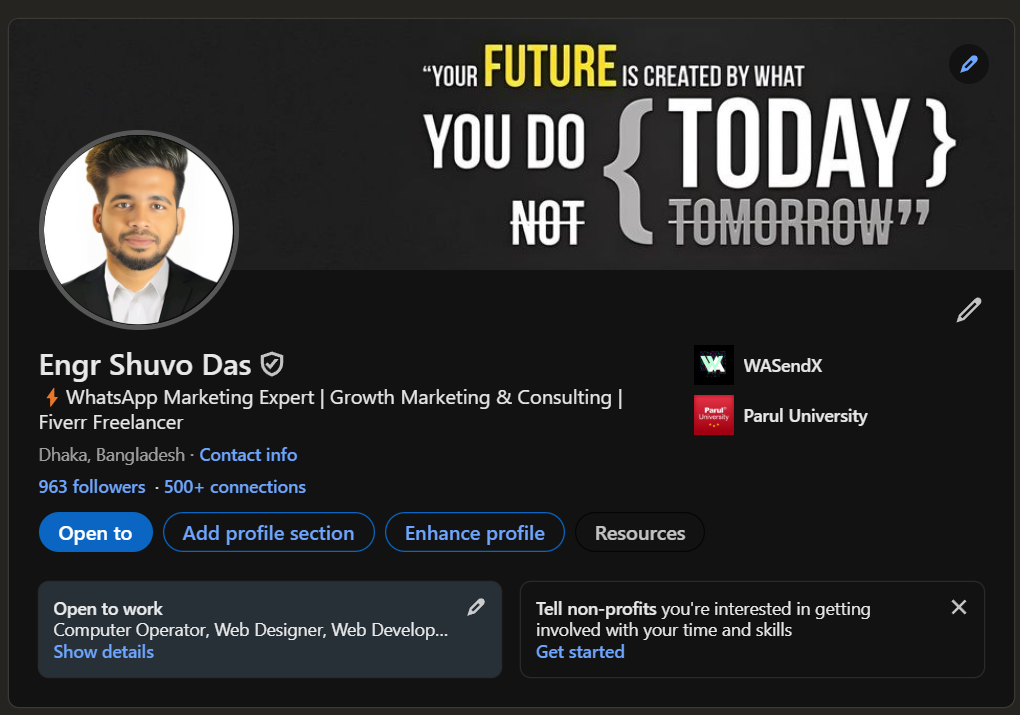 “YOUR FUTURE IS CREATED BY WHAT
YOU DO { TODAY }
NOT TOMORROW”
Engr Shuvo Das
WhatsApp Marketing Expert | Growth Marketing & Consulting |
Fiverr Freelancer
Dhaka, Bangladesh · Contact info
963 followers · 500+ connections
WASendX
Parul University
Parul University
Open to
Add profile section
Enhance profile
Resources
Open to work
Computer Operator, Web Designer, Web Develop...
Show details
Tell non-profits you're interested in getting
involved with your time and skills
Get started